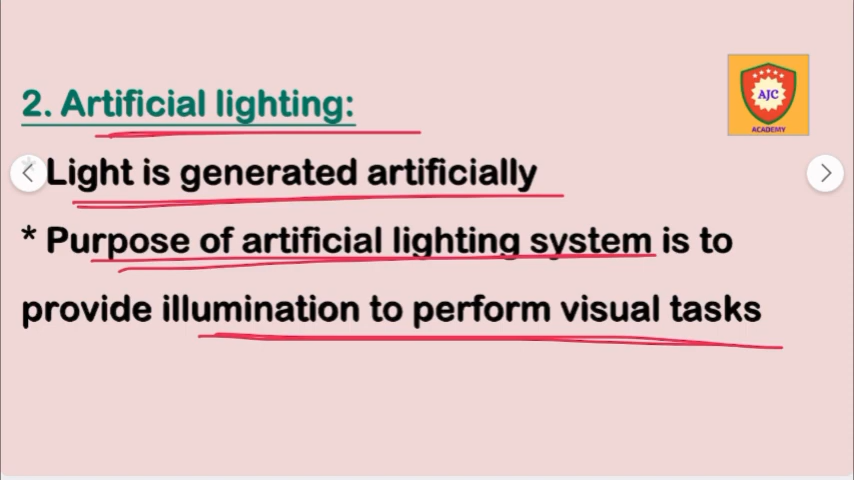 2. Artificial lighting:
AJC
ACADEMY
* Light is generated artificially
* Purpose of artificial lighting system is to
provide illumination to perform visual tasks